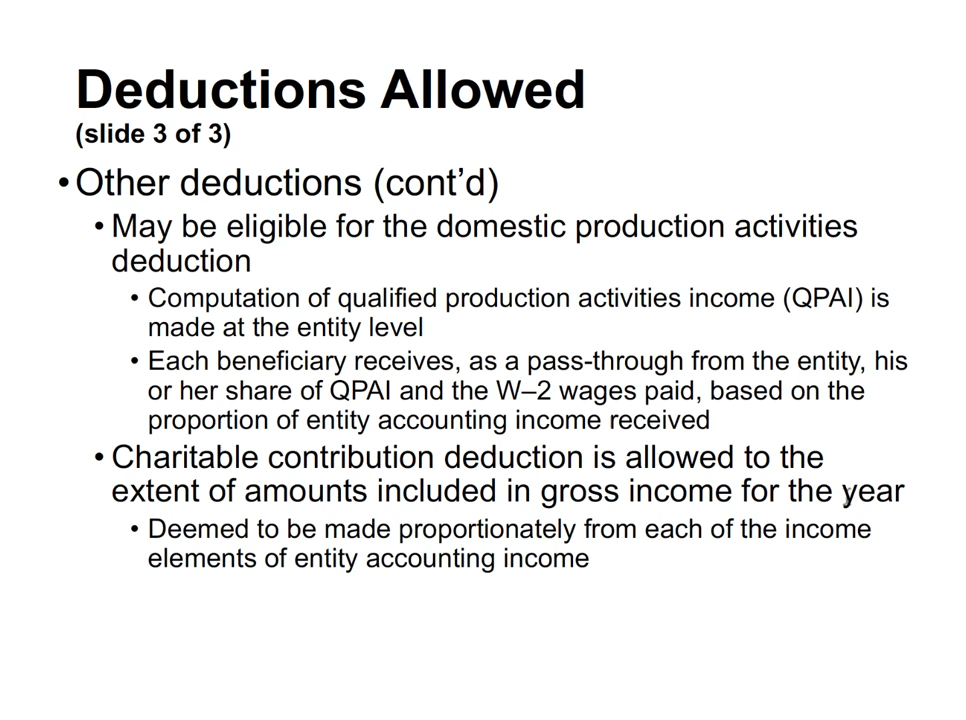 Deductions Allowed
(slide 3 of 3)
•Other deductions (cont’d)
• May be eligible for the domestic production activities
deduction
• Computation of qualified production activities income (QPAI) is
made at the entity level
• Each beneficiary receives, as a pass-through from the entity, his
or her share of QPAI and the W–2 wages paid, based on the
proportion of entity accounting income received
• Charitable contribution deduction is allowed to the
extent of amounts included in gross income for the year
• Deemed to be made proportionately from each of the income
elements of entity accounting income